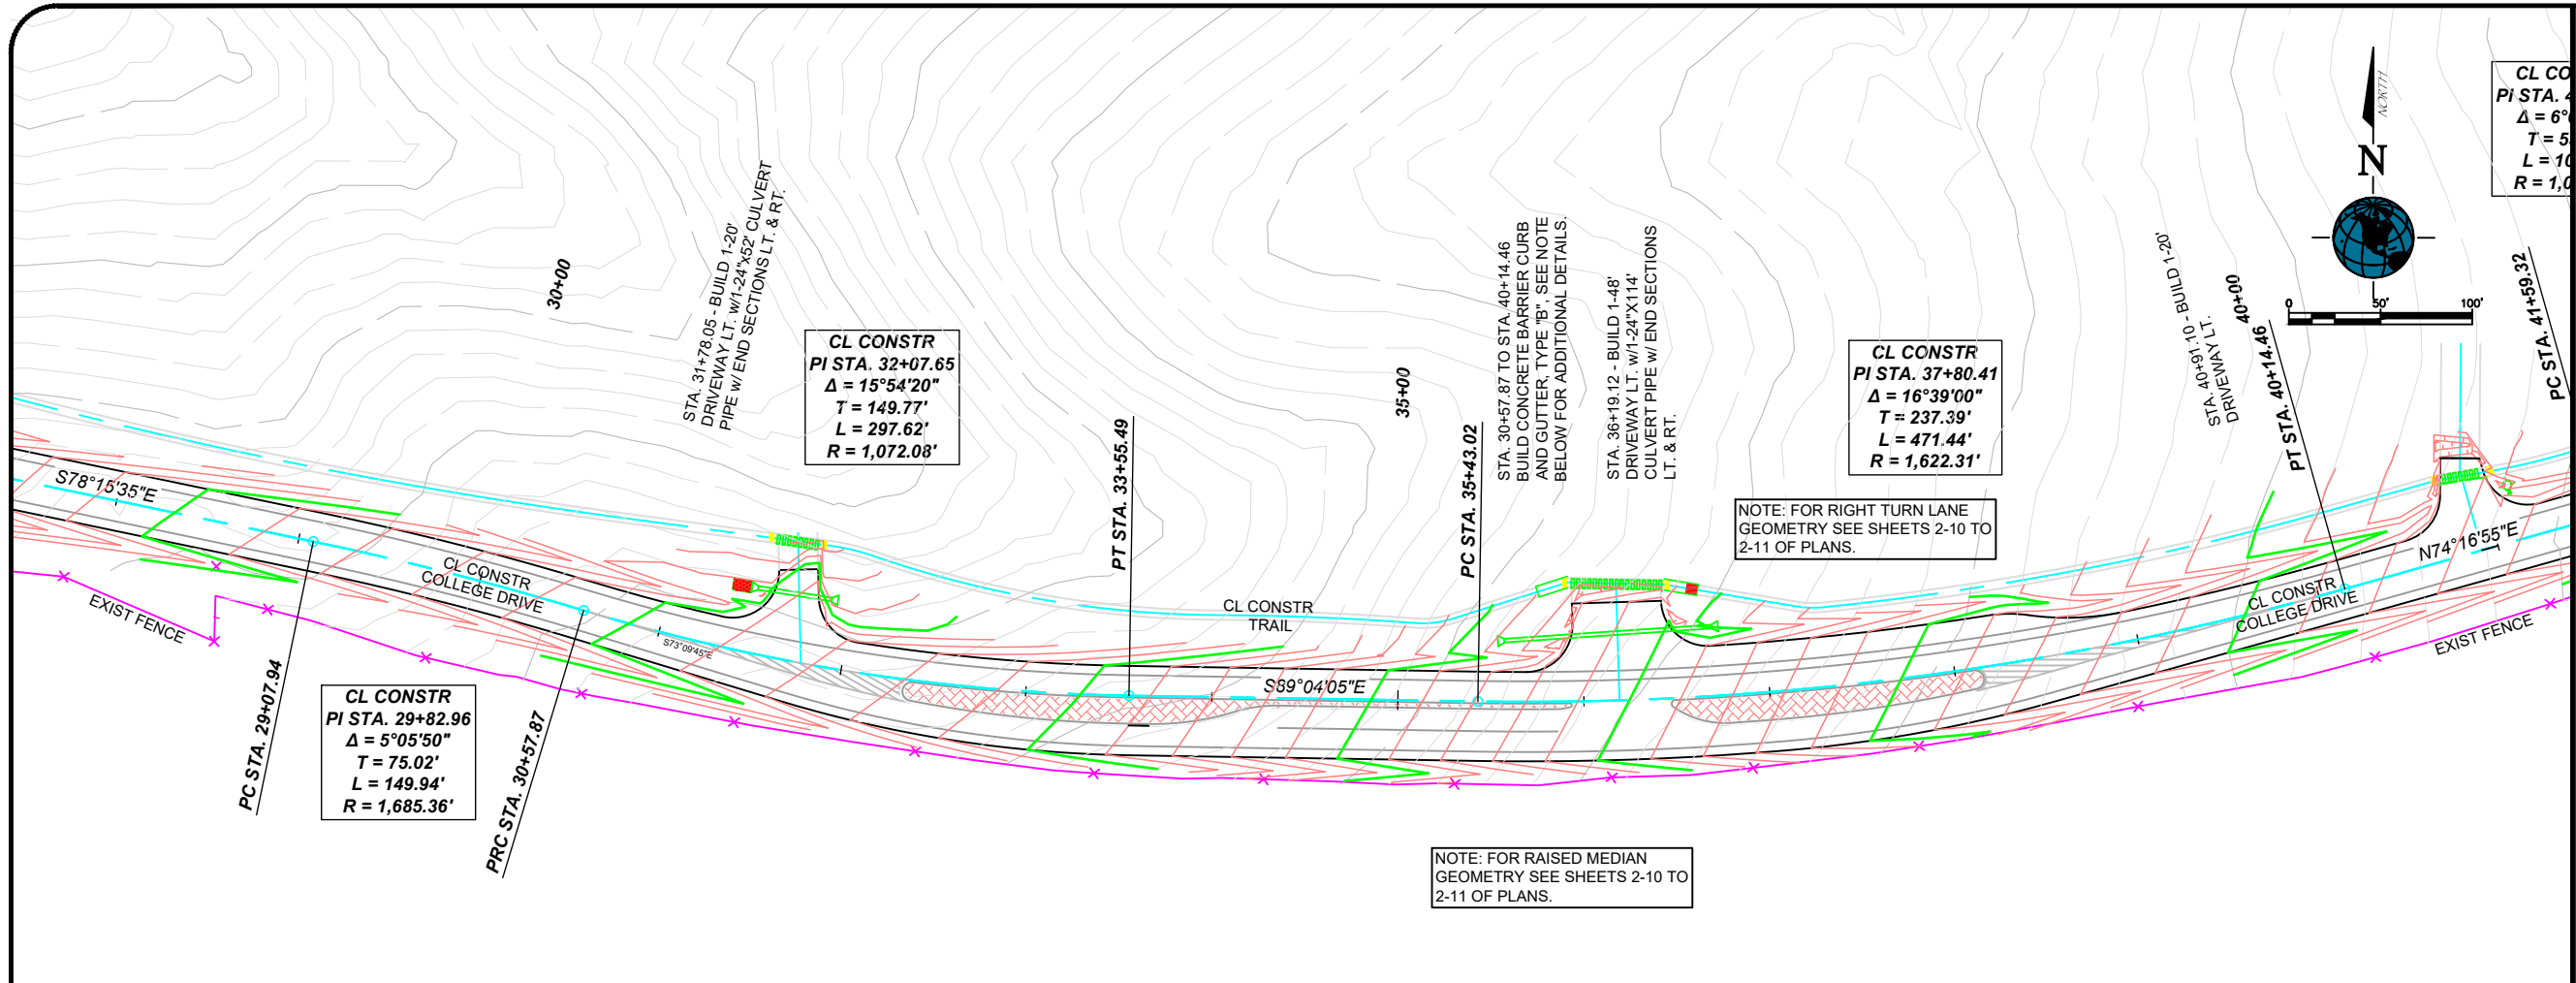 S78°15'35"E
EXIST FENCE
PC STA. 29+07.94
CL CONSTR
COLLEGE DRIVE
CL CONSTR
PI STA. 29+82.96
Δ = 5°05'50"
T = 75.02'
L = 149.94'
R = 1,685.36'
PRC STA. 30+57.87
30+00
STA. 31+78.05 - BUILD 1-20'
DRIVEWAY LT. w/1-24"x52' CULVERT
PIPE w/ END SECTIONS LT. & RT.
S73°09'45"E
CL CONSTR
PI STA. 32+07.65
Δ = 15°54'20"
T = 149.77'
L = 297.62'
R = 1,072.08'
PT STA. 33+55.49
CL CONSTR
TRAIL
S89°04'05"E
35+00
PC STA. 35+43.02
STA. 30+57.87 TO STA. 40+14.46
BUILD CONCRETE BARRIER CURB
AND GUTTER, TYPE "B", SEE NOTE
BELOW FOR ADDITIONAL DETAILS.
STA. 36+19.12 - BUILD 1-48'
DRIVEWAY LT. w/1-24"X114'
CULVERT PIPE w/ END SECTIONS
LT. & RT.
NOTE: FOR RAISED MEDIAN
GEOMETRY SEE SHEETS 2-10 TO
2-11 OF PLANS.
CL CONSTR
PI STA. 37+80.41
Δ = 16°39'00"
T = 237.39'
L = 471.44'
R = 1,622.31'
NOTE: FOR RIGHT TURN LANE
GEOMETRY SEE SHEETS 2-10 TO
2-11 OF PLANS.
STA. 40+91.10 - BUILD 1-20'
DRIVEWAY LT.
40+00
PT STA. 40+14.46
CL CONSTR
COLLEGE DRIVE
N74°16'55"E
EXIST FENCE
PC STA. 41+59.32
NORTH
N
0 50' 100'
CL CO
PI STA. 4
Δ = 6°
T = 5
L = 10
R = 1,0